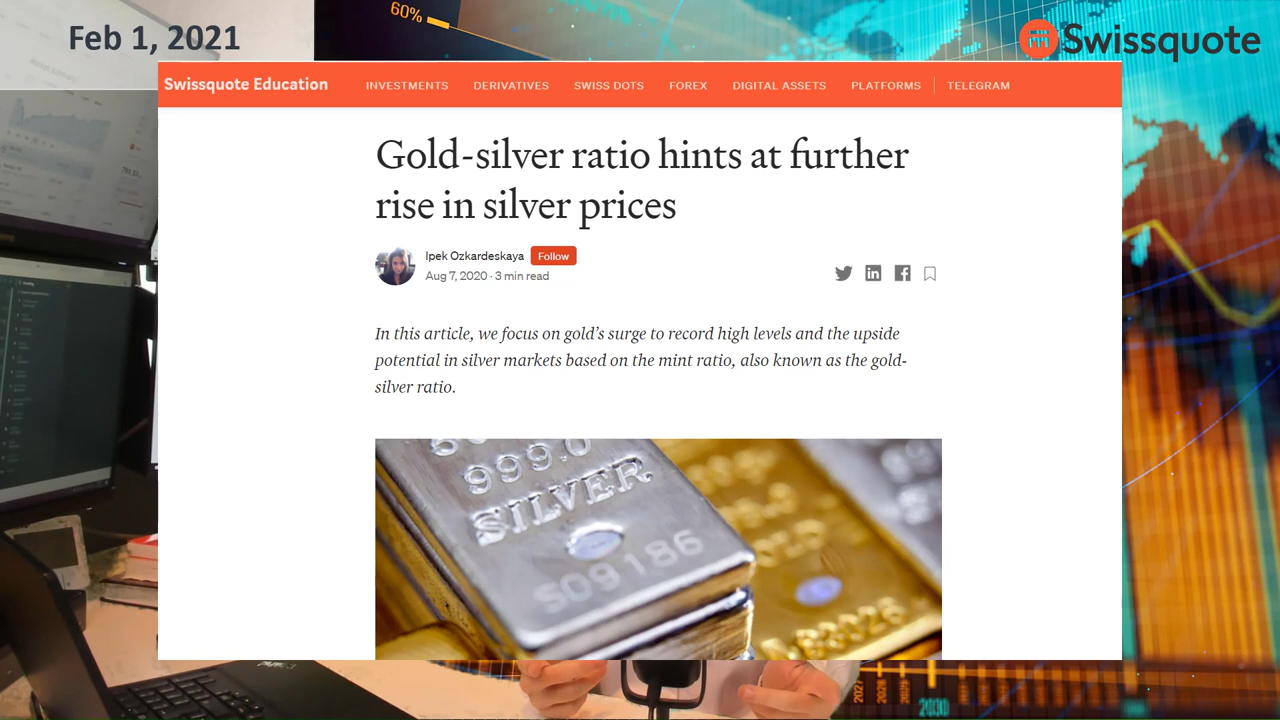 60%
Feb 1, 2021
Swissquote
Swissquote Education
INVESTMENTS DERIVATIVES SWISS DOTS FOREX DIGITAL ASSETS PLATFORMS TELEGRAM
Gold-silver ratio hints at further
rise in silver prices
Ipek Ozkardeskaya Follow
Aug 7, 2020 · 3 min read
In this article, we focus on gold's surge to record high levels and the upside
potential in silver markets based on the mint ratio, also known as the gold-
silver ratio.
999.0
SILVER
S09186
GOLD
2030